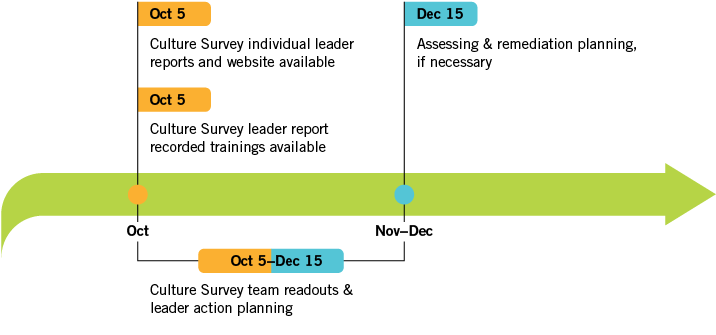 Oct 5
Culture Survey individual leader
reports and website available
Oct 5
Culture Survey leader report
recorded trainings available
Dec 15
Assessing & remediation planning,
if necessary
Oct
Nov–Dec
Oct 5–Dec 15
Culture Survey team readouts &
leader action planning